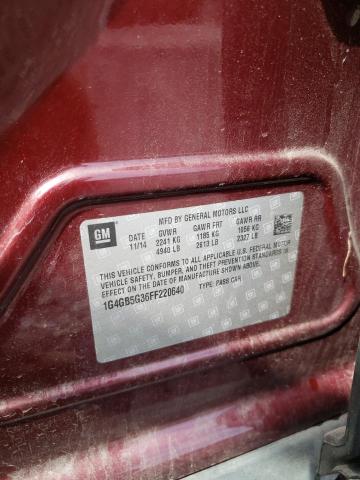 MFD BY GENERAL MOTORS LLC
GM GVWR GAWR FRT GAWR RR
11/14 2241 KG 1185 KG 1056 KG
4940 LB 2613 LB 2327 LB
THIS VEHICLE CONFORMS TO ALL APPLICABLE U.S. FEDERAL MOTOR
VEHICLE SAFETY, BUMPER, AND THEFT PREVENTION STANDARDS IN
EFFECT ON THE DATE OF MANUFACTURE SHOWN ABOVE.
1G4GB5G36FF220640 TYPE: PASS CAR